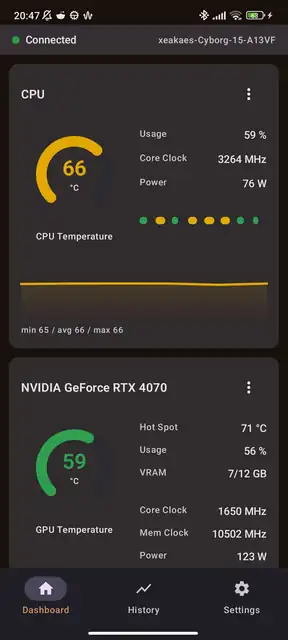 20:47
Connected
xeakaes-Cyborg-15-A13VF
CPU
66
°C
CPU Temperature
Usage 59 %
Core Clock 3264 MHz
Power 76 W
min 65 / avg 66 / max 66
NVIDIA GeForce RTX 4070
59
°C
GPU Temperature
Hot Spot 71 °C
Usage 56 %
VRAM 7/12 GB
Core Clock 1650 MHz
Mem Clock 10502 MHz
Power 123 W
Dashboard
History
Settings